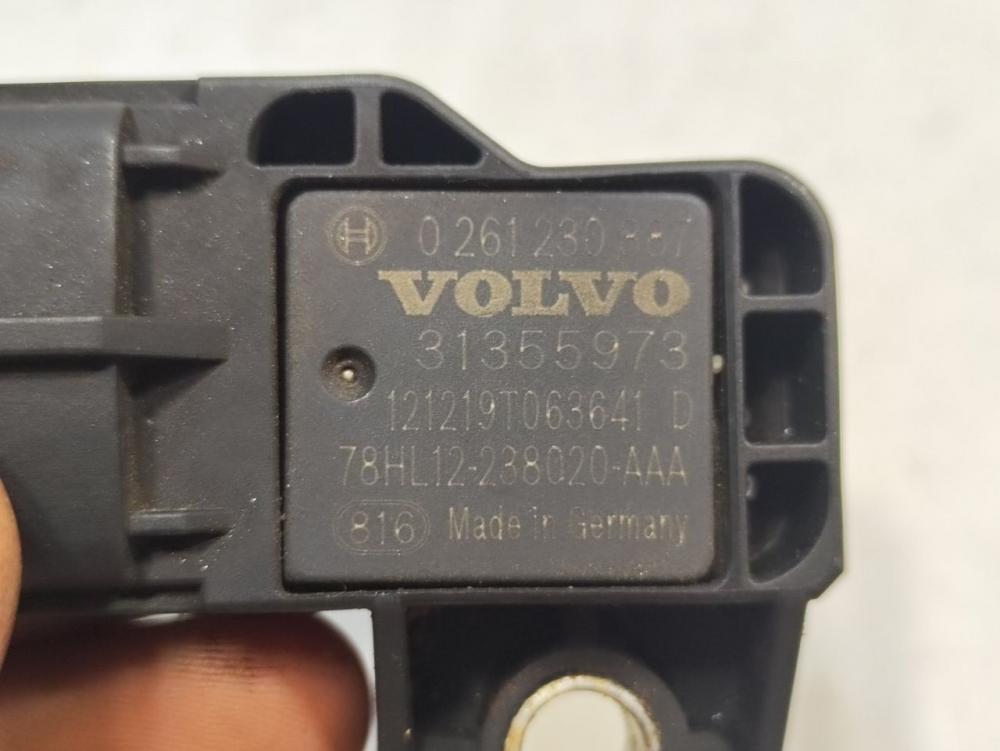 0 261 230
VOLVO
31355973
121219T063641 D
78HL12-238020-AAA
816 Made in Germany